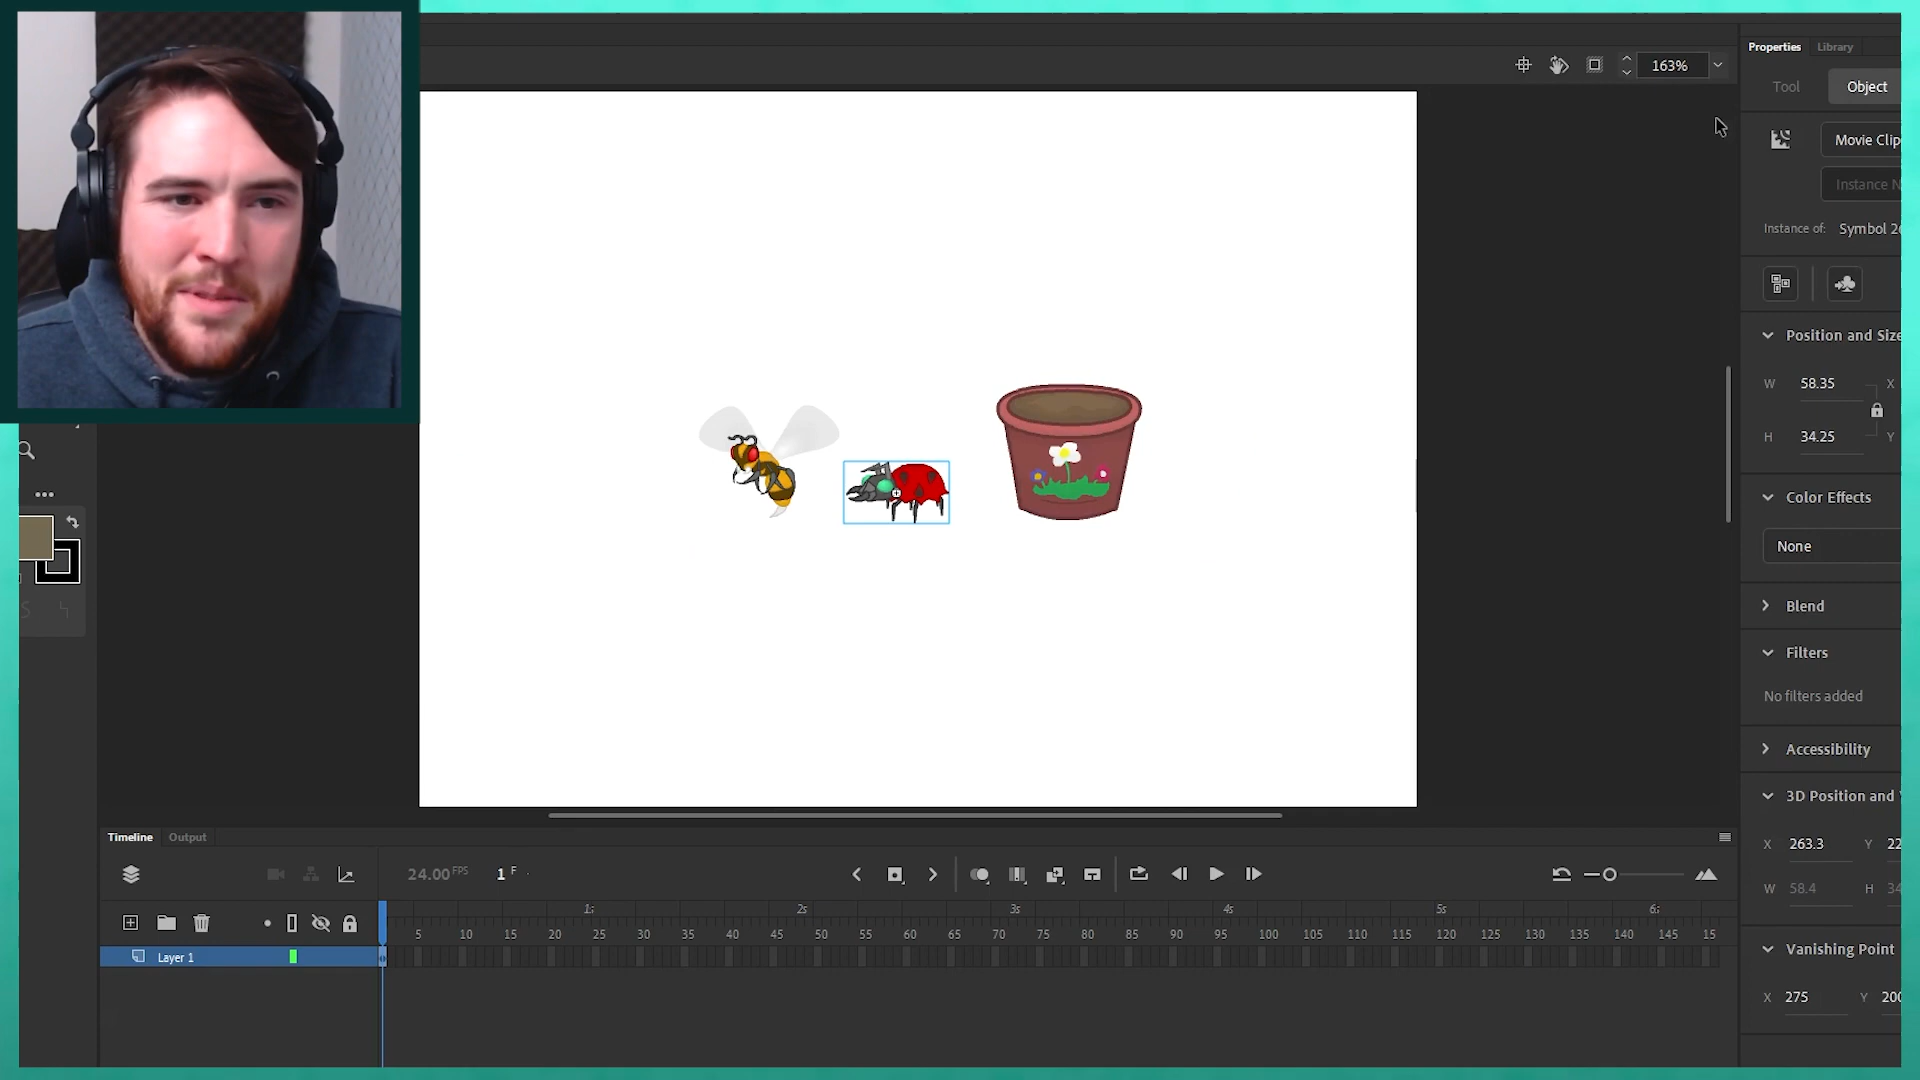 Properties Library
163%
Tool Object
Movie Clip
Instance N
Instance of: Symbol 2
Position and Size
W 58.35 X
H 34.25 Y
Color Effects
None
Blend
Filters
No filters added
Accessibility
3D Position and
X 263.3 Y 22
W 58.4 H 34
Vanishing Point
X 275 Y 200
Timeline Output
24.00 FPS 1 F
1s 2s 3s 4s 5s 6s
5 10 15 20 25 30 35 40 45 50 55 60 65 70 75 80 85 90 95 100 105 110 115 120 125 130 135 140 145 15
Layer 1